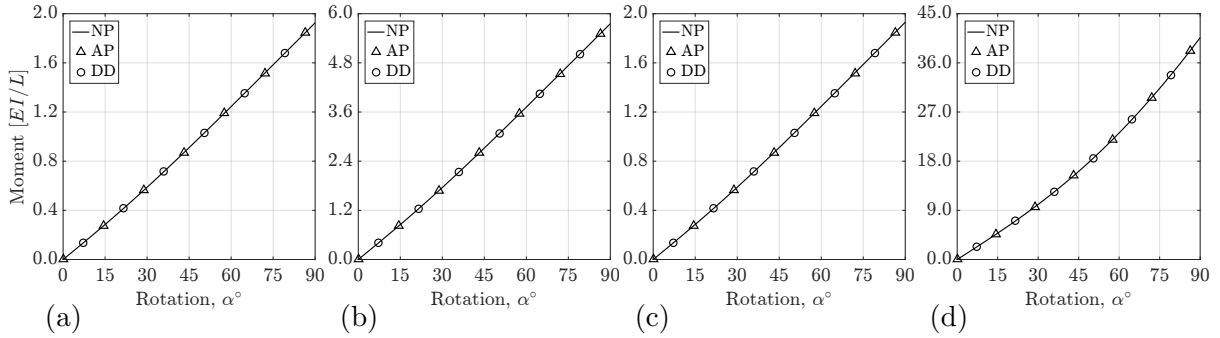 Moment [EI/L]
2.0
1.6
1.2
0.8
0.4
0.0
NP
AP
DD
0 15 30 45 60 75 90
Rotation, α°
(a)
6.0
4.8
3.6
2.4
1.2
0.0
NP
AP
DD
0 15 30 45 60 75 90
Rotation, α°
(b)
2.0
1.6
1.2
0.8
0.4
0.0
NP
AP
DD
0 15 30 45 60 75 90
Rotation, α°
(c)
45.0
36.0
27.0
18.0
9.0
0.0
NP
AP
DD
0 15 30 45 60 75 90
Rotation, α°
(d)